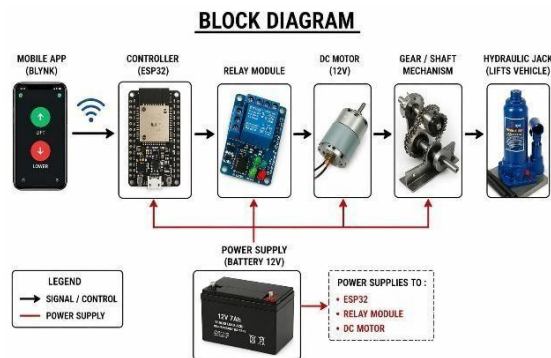 BLOCK DIAGRAM
MOBILE APP
(BLYNK)
CONTROLLER
(ESP32)
RELAY MODULE
DC MOTOR
(12V)
GEAR / SHAFT
MECHANISM
HYDRAULIC JACK
(LIFTS VEHICLE)
LOWER
POWER SUPPLY
(BATTERY 12V)
LEGEND
SIGNAL / CONTROL
POWER SUPPLY
12V 7Ah
POWER SUPPLIES TO :
• ESP32
• RELAY MODULE
• DC MOTOR